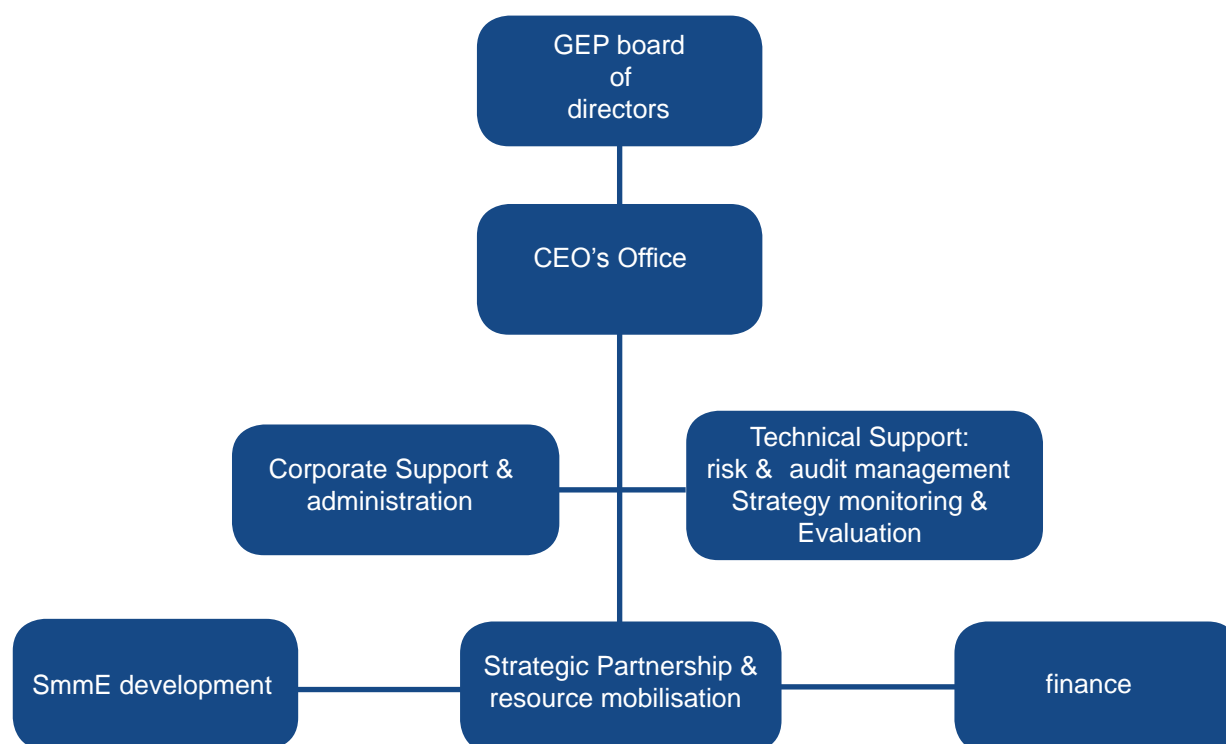 GEP board
of
directors
CEO’s Office
Corporate Support &
administration
Technical Support:
risk & audit management
Strategy monitoring &
Evaluation
SmmE development
Strategic Partnership &
resource mobilisation
finance